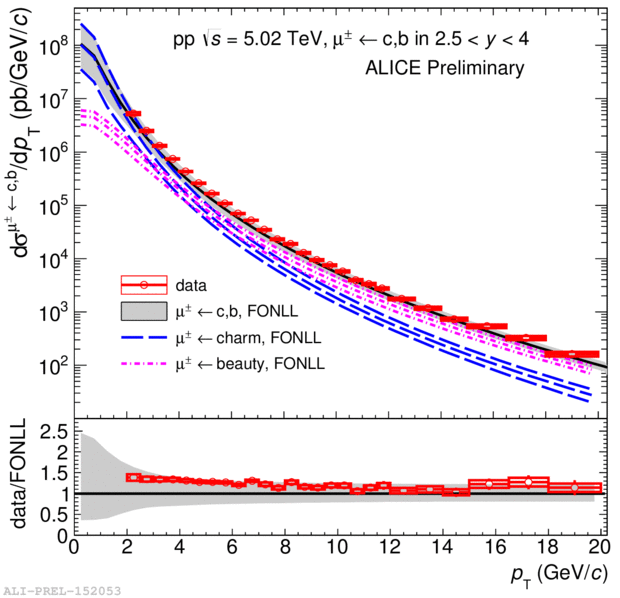 pp √s = 5.02 TeV, μ± ← c,b in 2.5 < y < 4
ALICE Preliminary
dσ^μ± ← c,b/dp_T (pb/GeV/c)
10^8
10^7
10^6
10^5
10^4
10^3
10^2
data
μ± ← c,b, FONLL
μ± ← charm, FONLL
μ± ← beauty, FONLL
data/FONLL
2.5
2
1.5
1
0.5
0
0 2 4 6 8 10 12 14 16 18 20
p_T (GeV/c)
ALI-PREL-152053